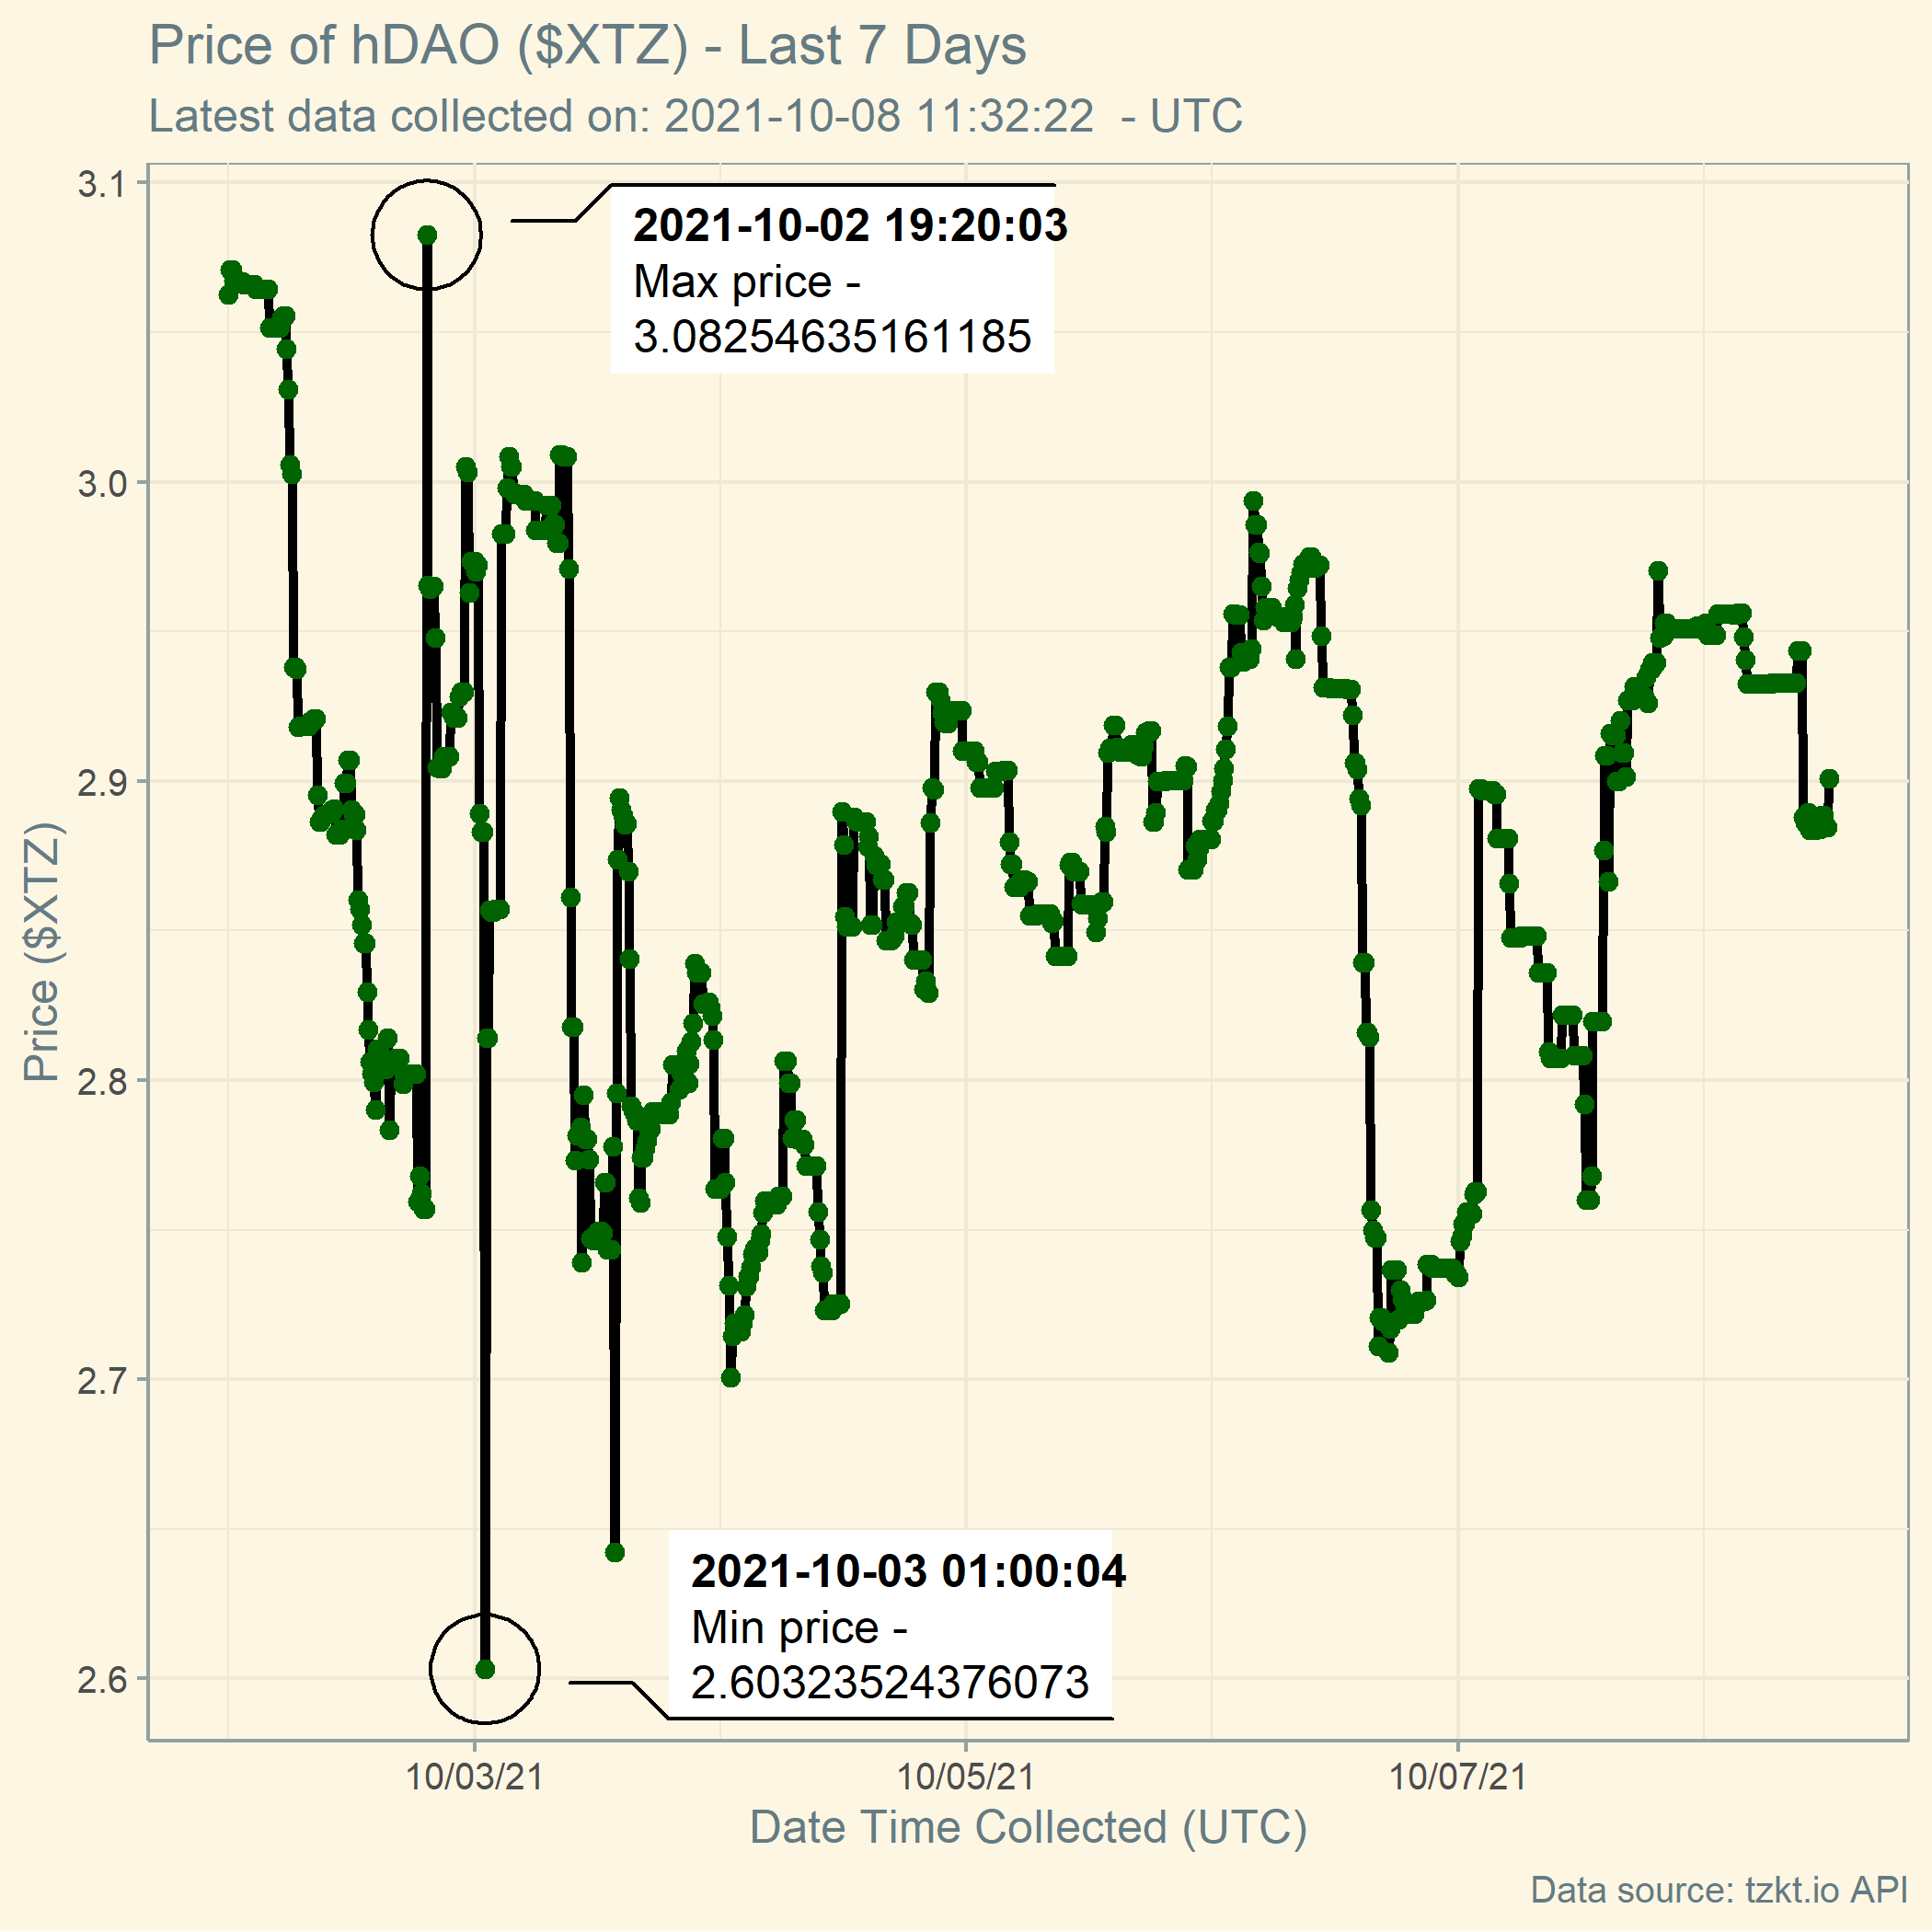 Price of hDAO ($XTZ) - Last 7 Days
Latest data collected on: 2021-10-08 11:32:22  - UTC
3.1
3.0
2.9
2.8
2.7
2.6
Price ($XTZ)
2021-10-02 19:20:03
Max price -
3.08254635161185
2021-10-03 01:00:04
Min price -
2.60323524376073
10/03/21
10/05/21
10/07/21
Date Time Collected (UTC)
Data source: tzkt.io API